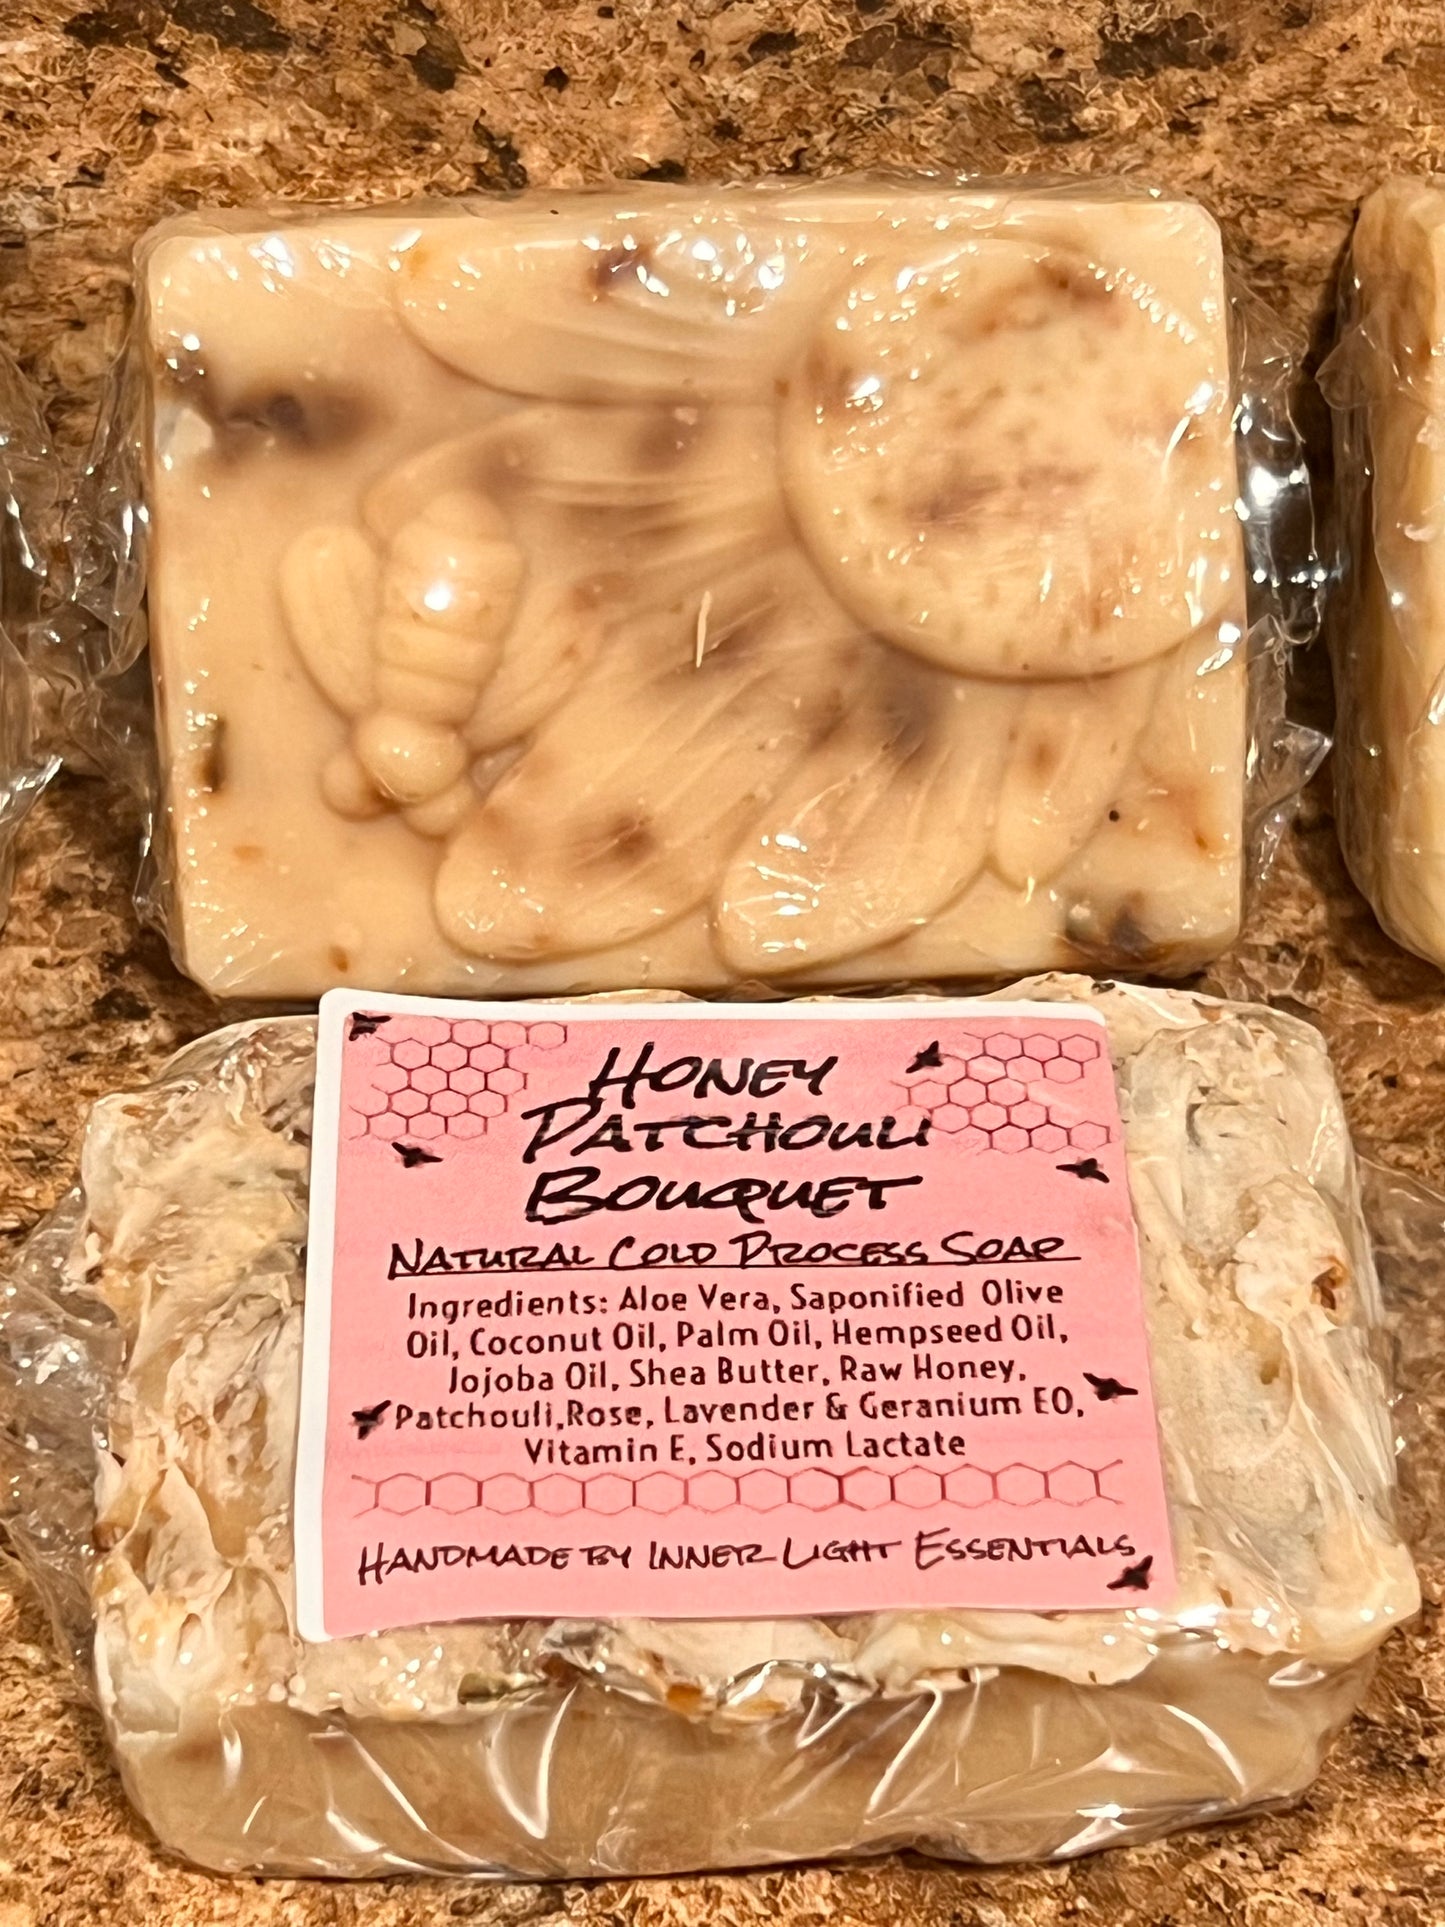 Honey
Patchouli
Bouquet
Natural Cold Process Soap
Ingredients: Aloe Vera, Saponified Olive
Oil, Coconut Oil, Palm Oil, Hempseed Oil,
Jojoba Oil, Shea Butter, Raw Honey,
Patchouli,Rose, Lavender & Geranium EO,
Vitamin E, Sodium Lactate
Handmade by Inner Light Essentials